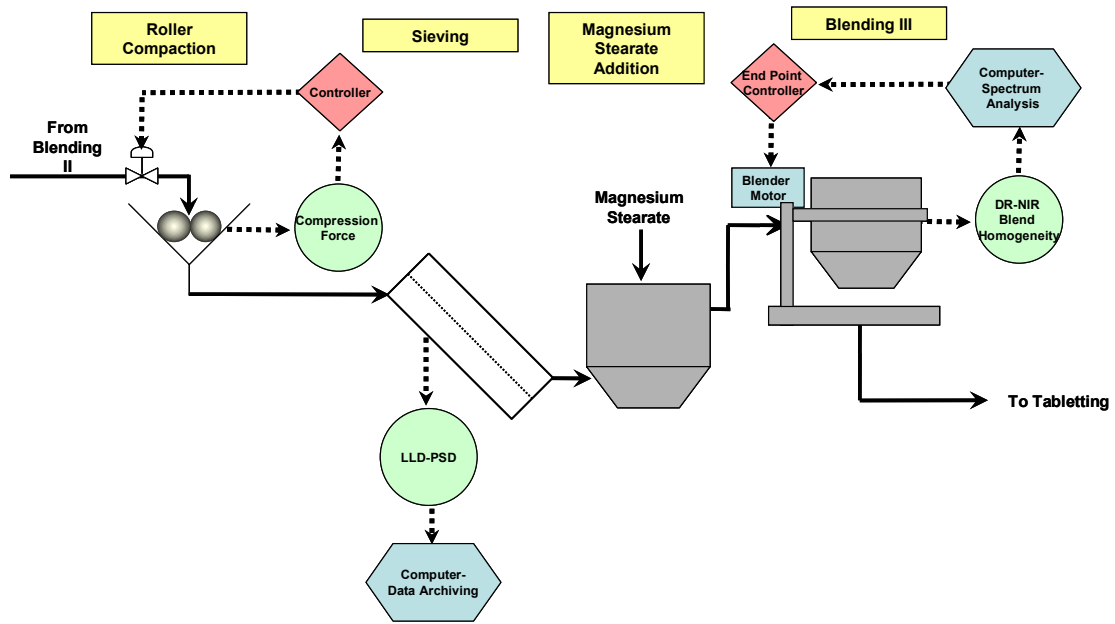 Roller
Compaction
Sieving
Magnesium
Stearate
Addition
Blending III
Controller
End Point
Controller
Computer-
Spectrum
Analysis
From
Blending
II
Compression
Force
Magnesium
Stearate
Blender
Motor
DR-NIR
Blend
Homogeneity
To Tabletting
LLD-PSD
Computer-
Data Archiving